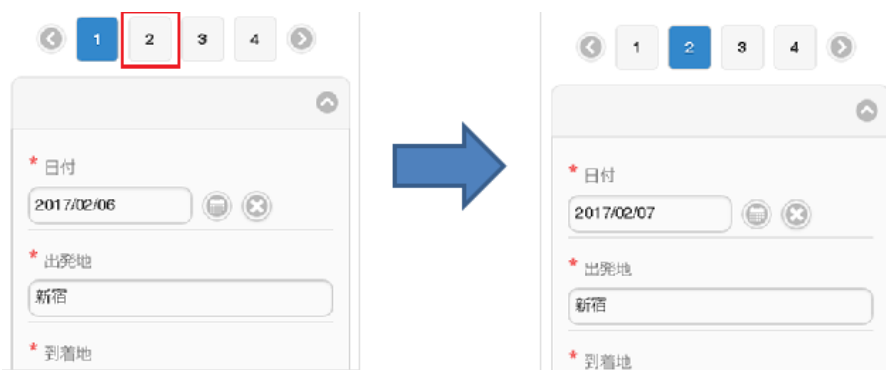 1 2 3 4
* 日付
2017/02/06
* 出発地
新宿
* 到着地
1 2 3 4
* 日付
2017/02/07
* 出発地
新宿
* 到着地